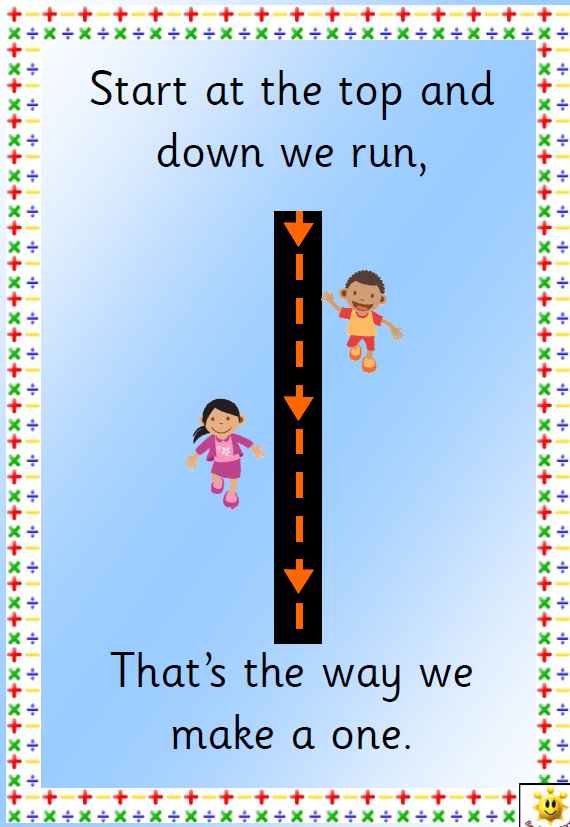 Start at the top and
down we run,
That's the way we
make a one.